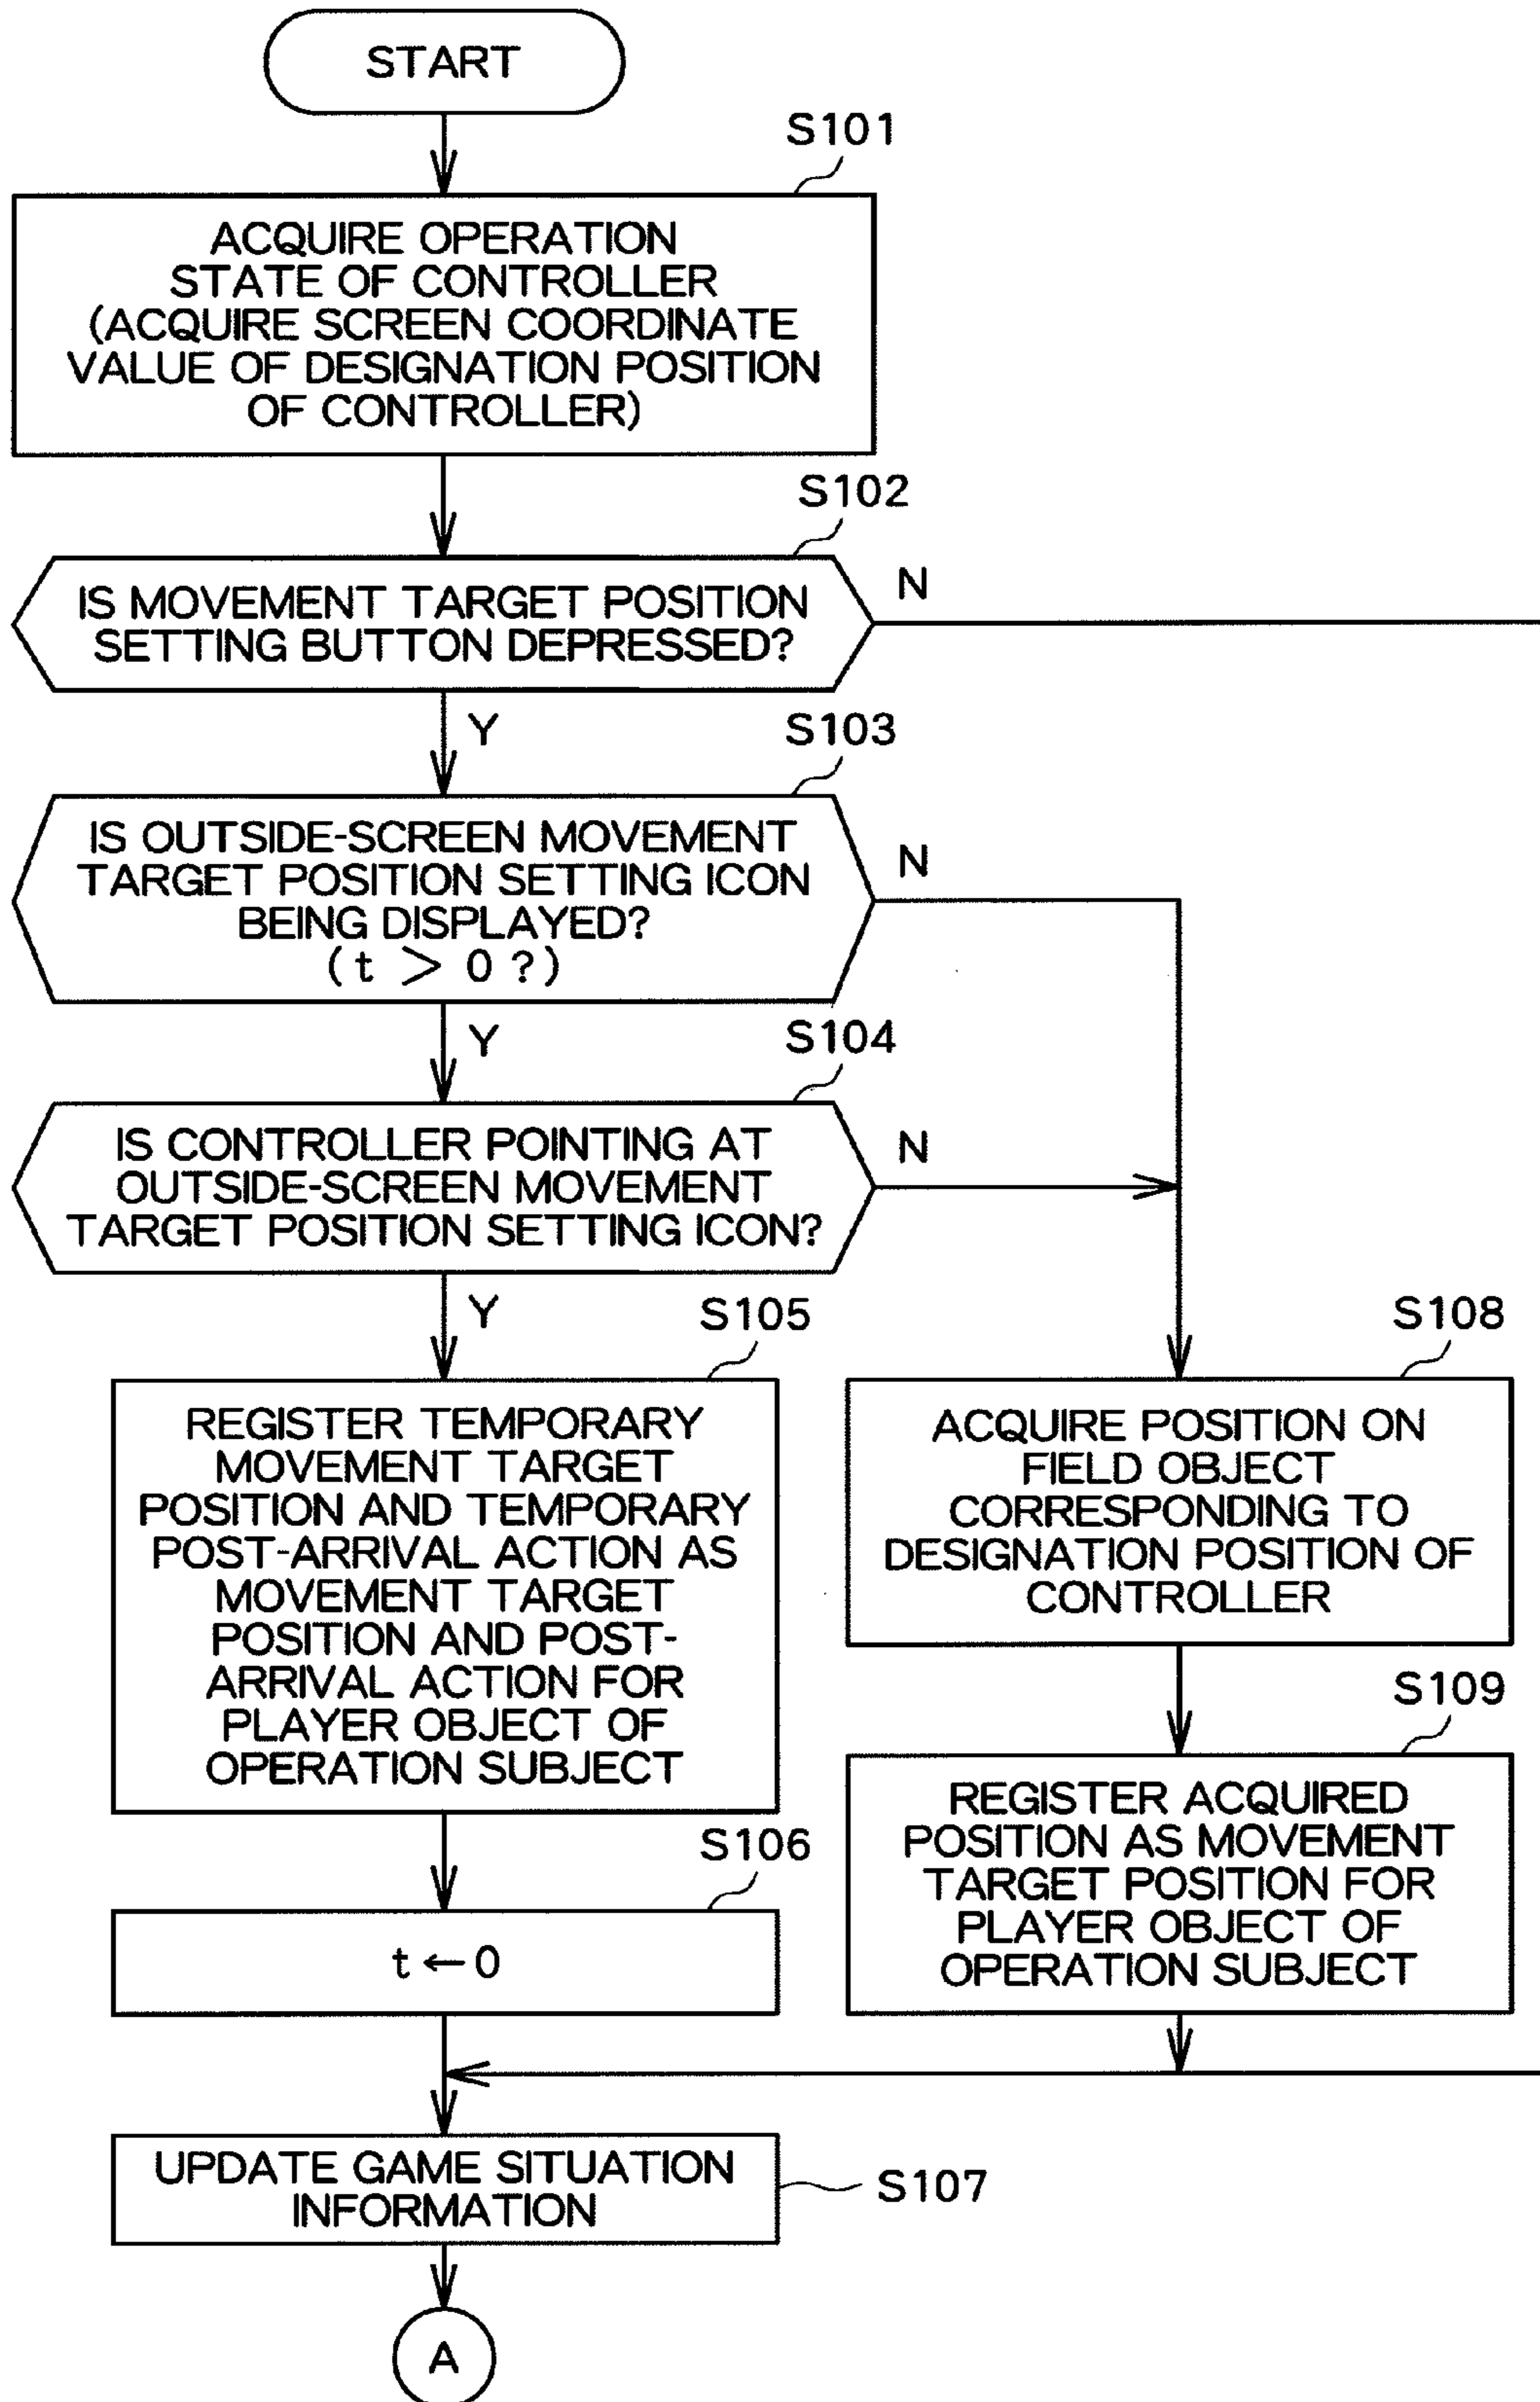 START
S101
ACQUIRE OPERATION
STATE OF CONTROLLER
(ACQUIRE SCREEN COORDINATE
VALUE OF DESIGNATION POSITION
OF CONTROLLER)
S102
IS MOVEMENT TARGET POSITION
SETTING BUTTON DEPRESSED?
N
Y
S103
IS OUTSIDE-SCREEN MOVEMENT
TARGET POSITION SETTING ICON
BEING DISPLAYED?
(t > 0 ?)
N
Y
S104
IS CONTROLLER POINTING AT
OUTSIDE-SCREEN MOVEMENT
TARGET POSITION SETTING ICON?
N
Y
S105
REGISTER TEMPORARY
MOVEMENT TARGET
POSITION AND TEMPORARY
POST-ARRIVAL ACTION AS
MOVEMENT TARGET
POSITION AND POST-
ARRIVAL ACTION FOR
PLAYER OBJECT OF
OPERATION SUBJECT
S106
t ← 0
S108
ACQUIRE POSITION ON
FIELD OBJECT
CORRESPONDING TO
DESIGNATION POSITION OF
CONTROLLER
S109
REGISTER ACQUIRED
POSITION AS MOVEMENT
TARGET POSITION FOR
PLAYER OBJECT OF
OPERATION SUBJECT
UPDATE GAME SITUATION
INFORMATION
S107
A